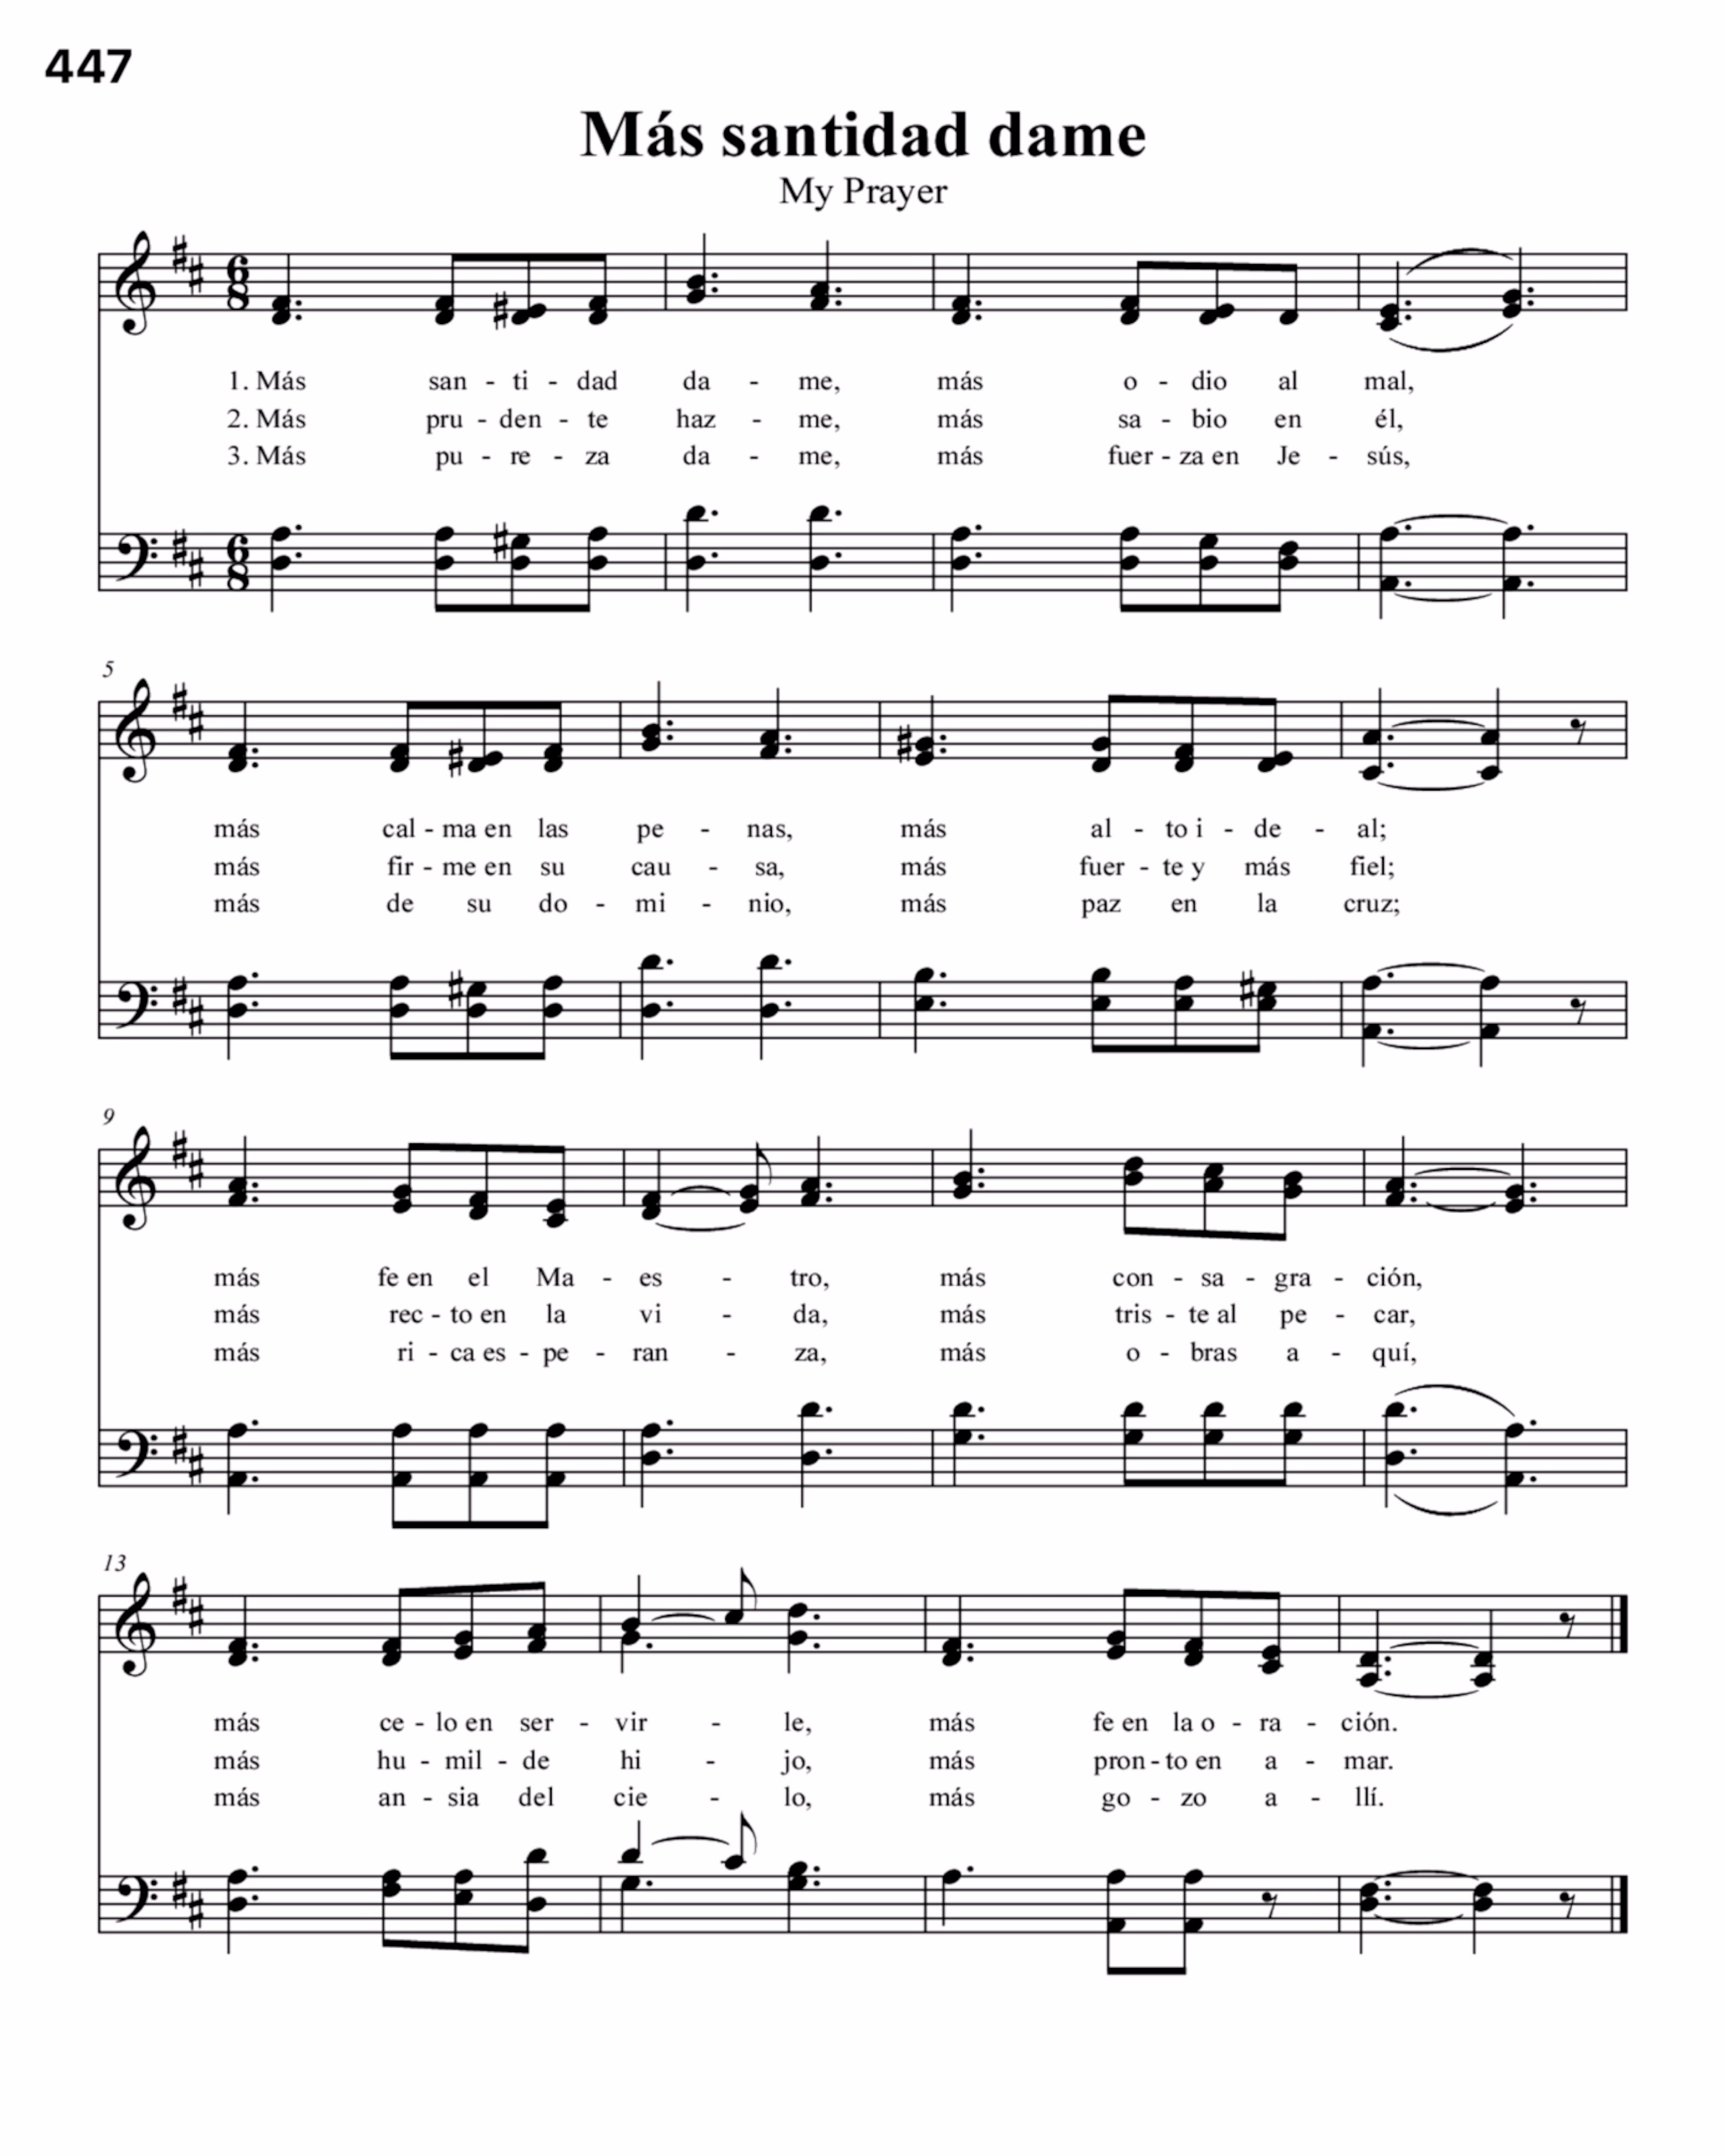 447
Más santidad dame
My Prayer
1. Más san - ti - dad da - me, más o - dio al mal,
2. Más pru - den - te haz - me, más sa - bio en él,
3. Más pu - re - za da - me, más fuer - za en Je - sús,
5
más cal - ma en las pe - nas, más al - to i - de - al;
más fir - me en su cau - sa, más fuer - te y más fiel;
más de su do - mi - nio, más paz en la cruz;
9
más fe en el Ma - es - tro, más con - sa - gra - ción,
más rec - to en la vi - da, más tris - te al pe - car,
más ri - ca es - pe - ran - za, más o - bras a - quí,
13
más ce - lo en ser - vir - le, más fe en la o - ra - ción.
más hu - mil - de hi - jo, más pron - to en a - mar.
más an - sia del cie - lo, más go - zo a - llí.